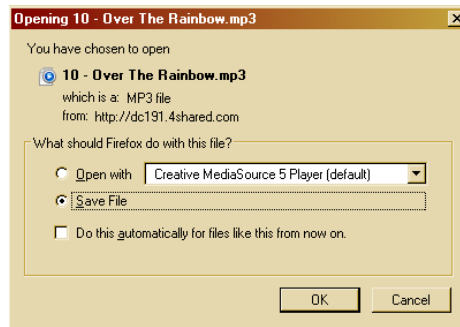 Opening 10 - Over The Rainbow.mp3
You have chosen to open
10 - Over The Rainbow.mp3
which is a: MP3 file
from: http://dc191.4shared.com
What should Firefox do with this file?
Open with Creative MediaSource 5 Player (default)
Save File
Do this automatically for files like this from now on.
OK Cancel